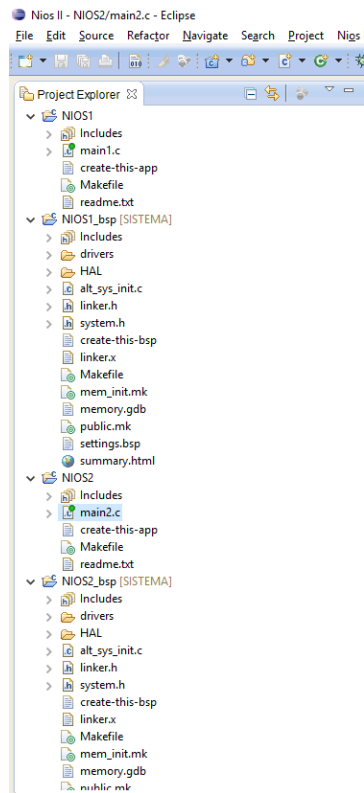 Nios II - NIOS2/main2.c - Eclipse
File Edit Source Refactor Navigate Search Project Nios
Project Explorer
NIOS1
Includes
main1.c
create-this-app
Makefile
readme.txt
NIOS1_bsp [SISTEMA]
Includes
drivers
HAL
alt_sys_init.c
linker.h
system.h
create-this-bsp
linker.x
Makefile
mem_init.mk
memory.gdb
public.mk
settings.bsp
summary.html
NIOS2
Includes
main2.c
create-this-app
Makefile
readme.txt
NIOS2_bsp [SISTEMA]
Includes
drivers
HAL
alt_sys_init.c
linker.h
system.h
create-this-bsp
linker.x
Makefile
mem_init.mk
memory.gdb
public.mk